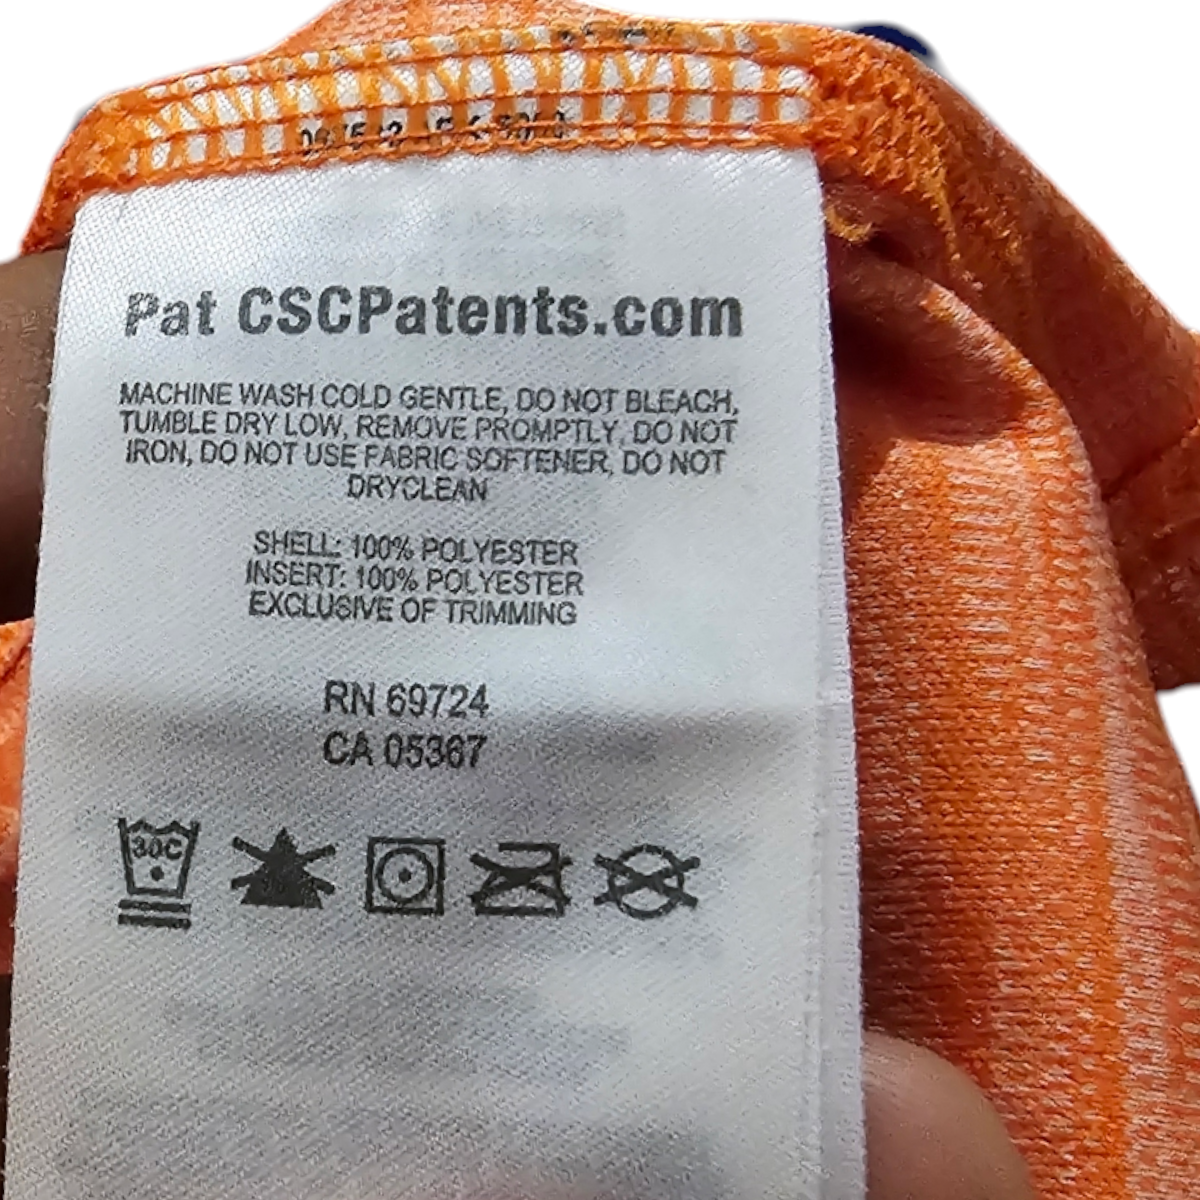 Pat CSCPatents.com
MACHINE WASH COLD GENTLE, DO NOT BLEACH,
TUMBLE DRY LOW, REMOVE PROMPTLY, DO NOT
IRON, DO NOT USE FABRIC SOFTENER, DO NOT
DRYCLEAN
SHELL: 100% POLYESTER
INSERT: 100% POLYESTER
EXCLUSIVE OF TRIMMING
RN 69724
CA 05367
30C